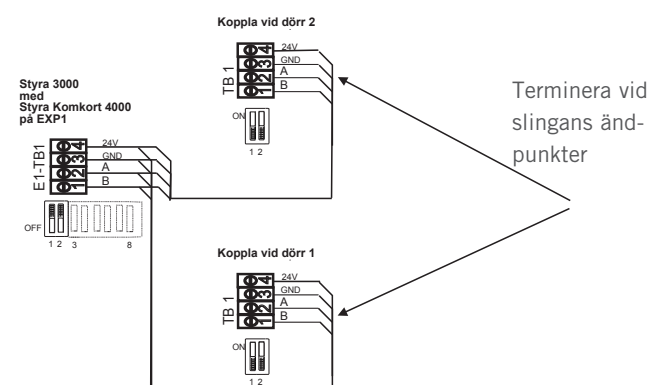 Koppla vid dörr 2
TB 1
4 24V
3 GND
2 A
1 B
ON
1 2
Terminera vid
slingans änd-
punkter
Styra 3000
med
Styra Komkort 4000
på EXP1
E1-TB1
4 24V
3 GND
2 A
1 B
OFF
1 2 3 8
Koppla vid dörr 1
TB 1
4 24V
3 GND
2 A
1 B
ON
1 2